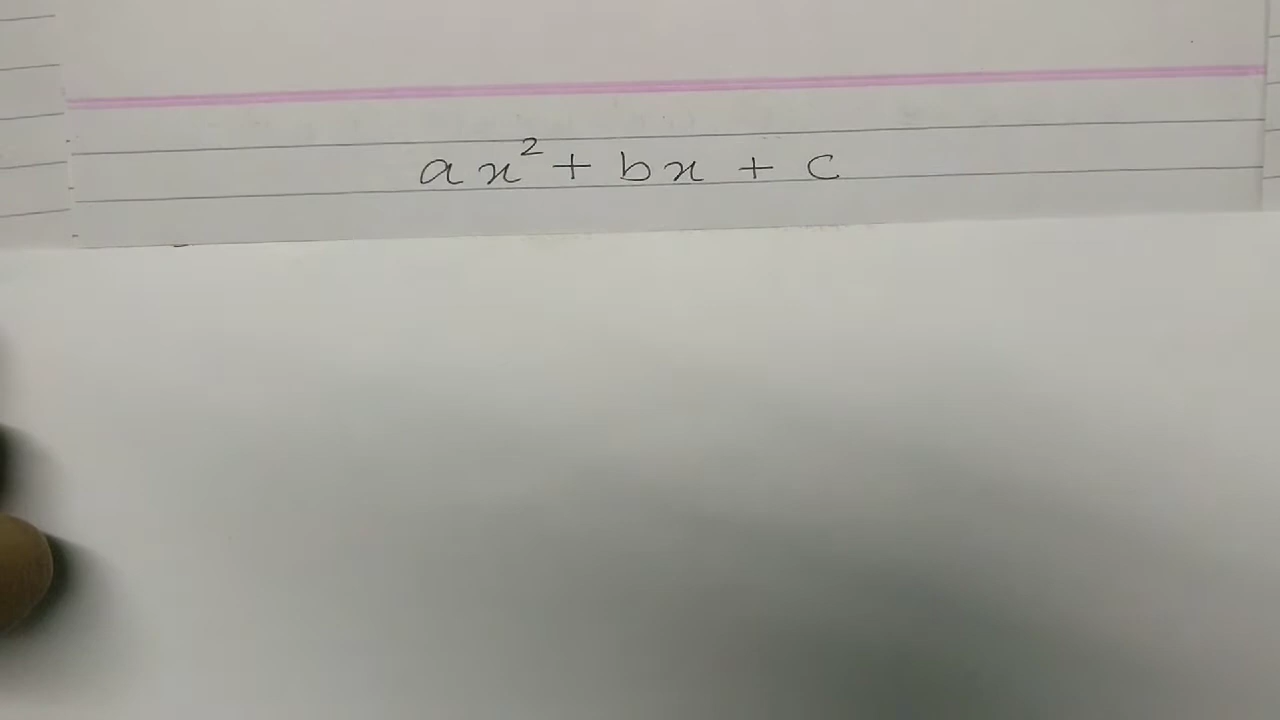 ax² + bx + c